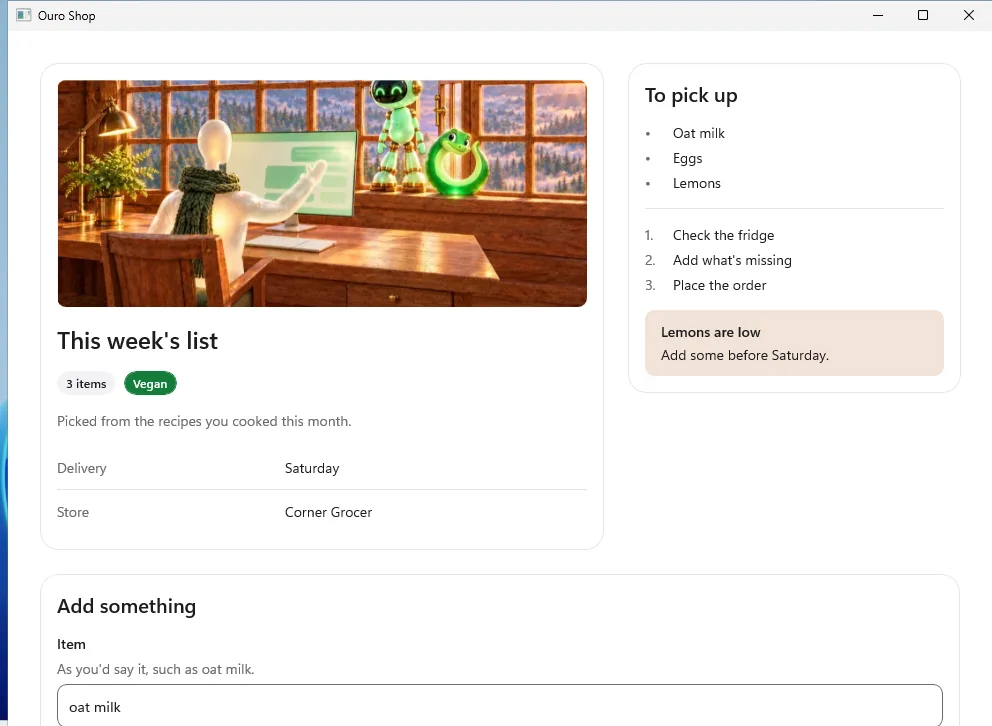 Ouro Shop
This week's list
3 items
Vegan
Picked from the recipes you cooked this month.
Delivery
Saturday
Store
Corner Grocer
To pick up
• Oat milk
• Eggs
• Lemons
1. Check the fridge
2. Add what's missing
3. Place the order
Lemons are low
Add some before Saturday.
Add something
Item
As you'd say it, such as oat milk.
oat milk